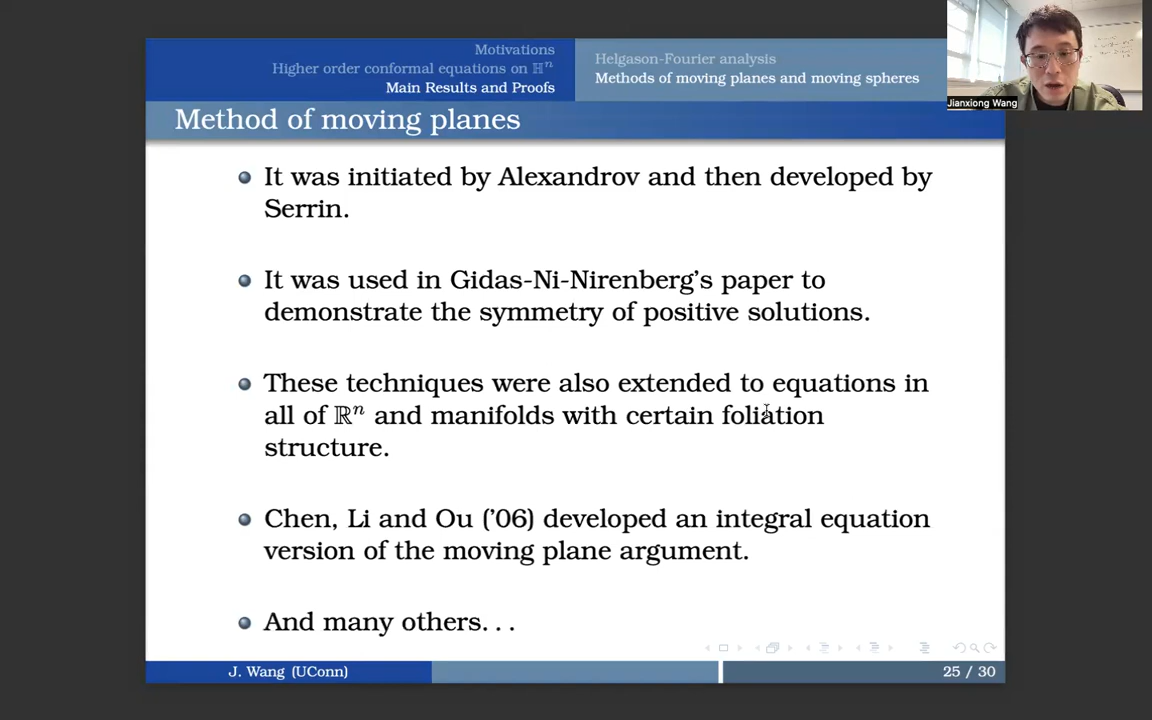 Motivations
Higher order conformal equations on ℍⁿ
Main Results and Proofs
Helgason-Fourier analysis
Methods of moving planes and moving spheres
Jianxiong Wang
Method of moving planes
It was initiated by Alexandrov and then developed by
Serrin.
It was used in Gidas-Ni-Nirenberg's paper to
demonstrate the symmetry of positive solutions.
These techniques were also extended to equations in
all of ℝⁿ and manifolds with certain foliation
structure.
Chen, Li and Ou ('06) developed an integral equation
version of the moving plane argument.
And many others...
J. Wang (UConn)
25 / 30